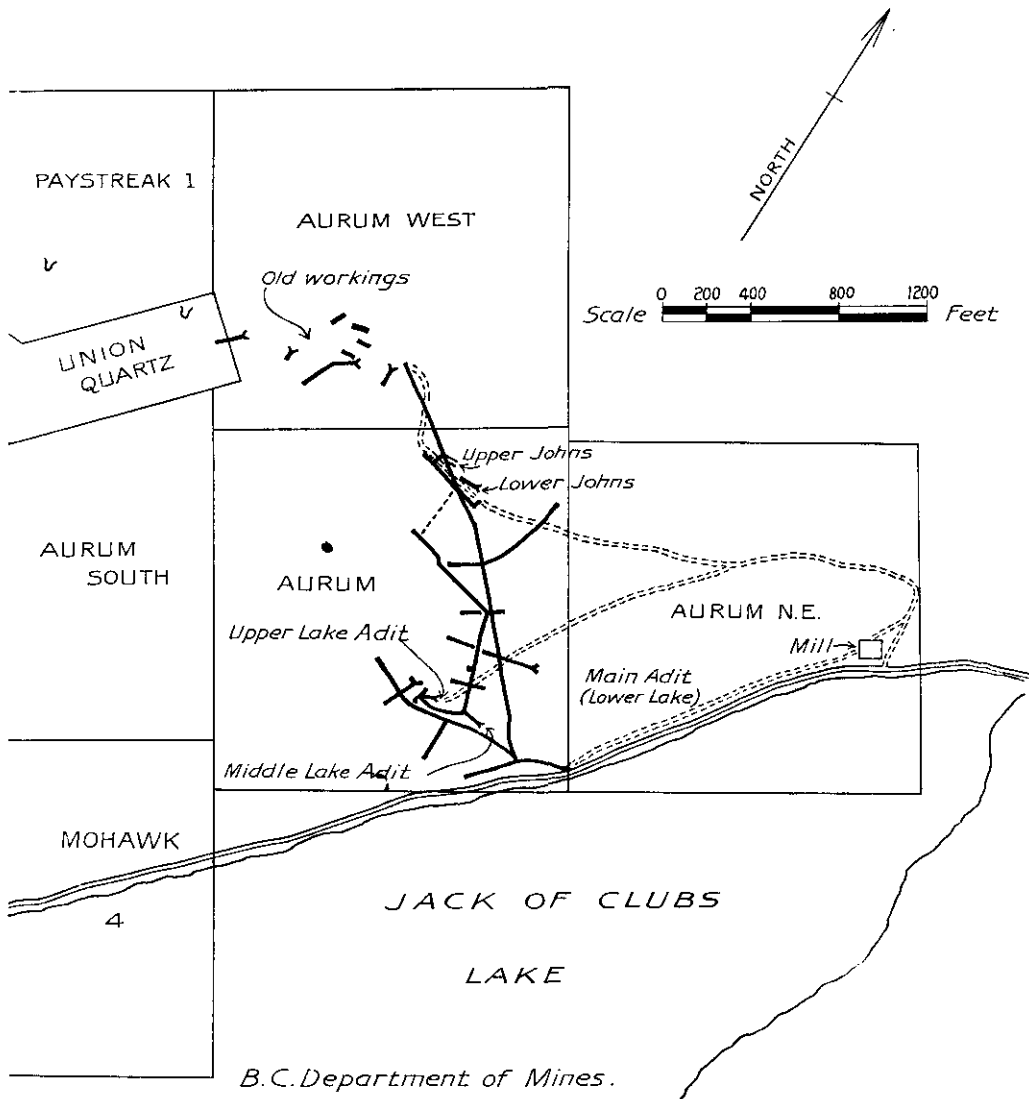 NORTH
PAYSTREAK 1
AURUM WEST
Old workings
Scale 0 200 400 800 1200 Feet
UNION
QUARTZ
Upper Johns
Lower Johns
AURUM
SOUTH
AURUM
AURUM N.E.
Upper Lake Adit
Mill
Main Adit
(Lower Lake)
Middle Lake Adit
MOHAWK
4
JACK OF CLUBS
LAKE
B.C. Department of Mines.